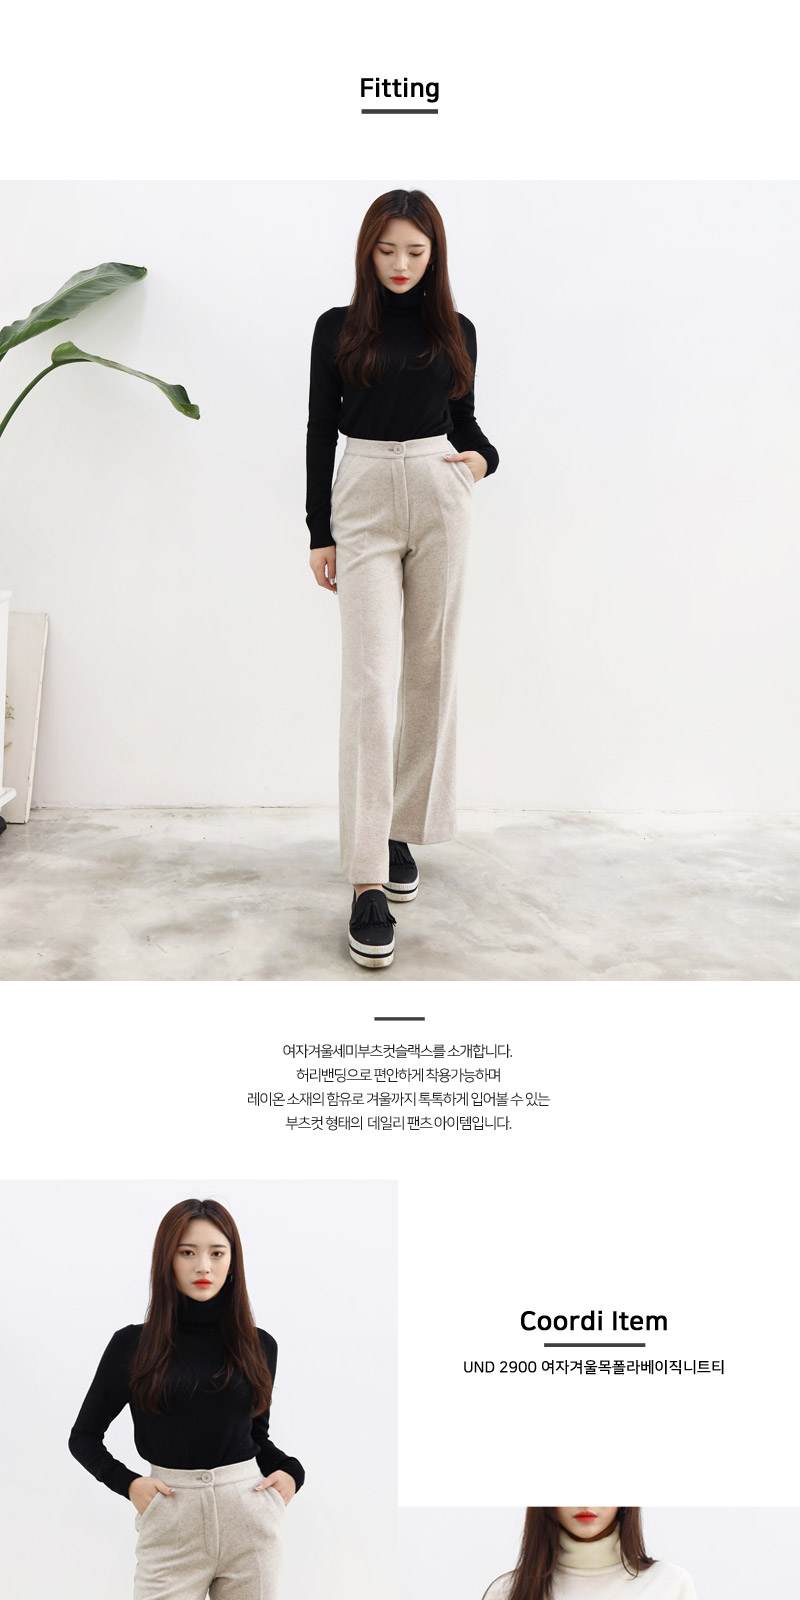 Fitting
여자겨울세미부츠컷슬랙스를 소개합니다.
허리밴딩으로 편안하게 착용가능하며
레이온 소재의 함유로 겨울까지 톡톡하게 입어볼 수 있는
부츠컷 형태의 데일리 팬츠 아이템입니다.
Coordi Item
UND 2900 여자겨울목폴라베이직니트티